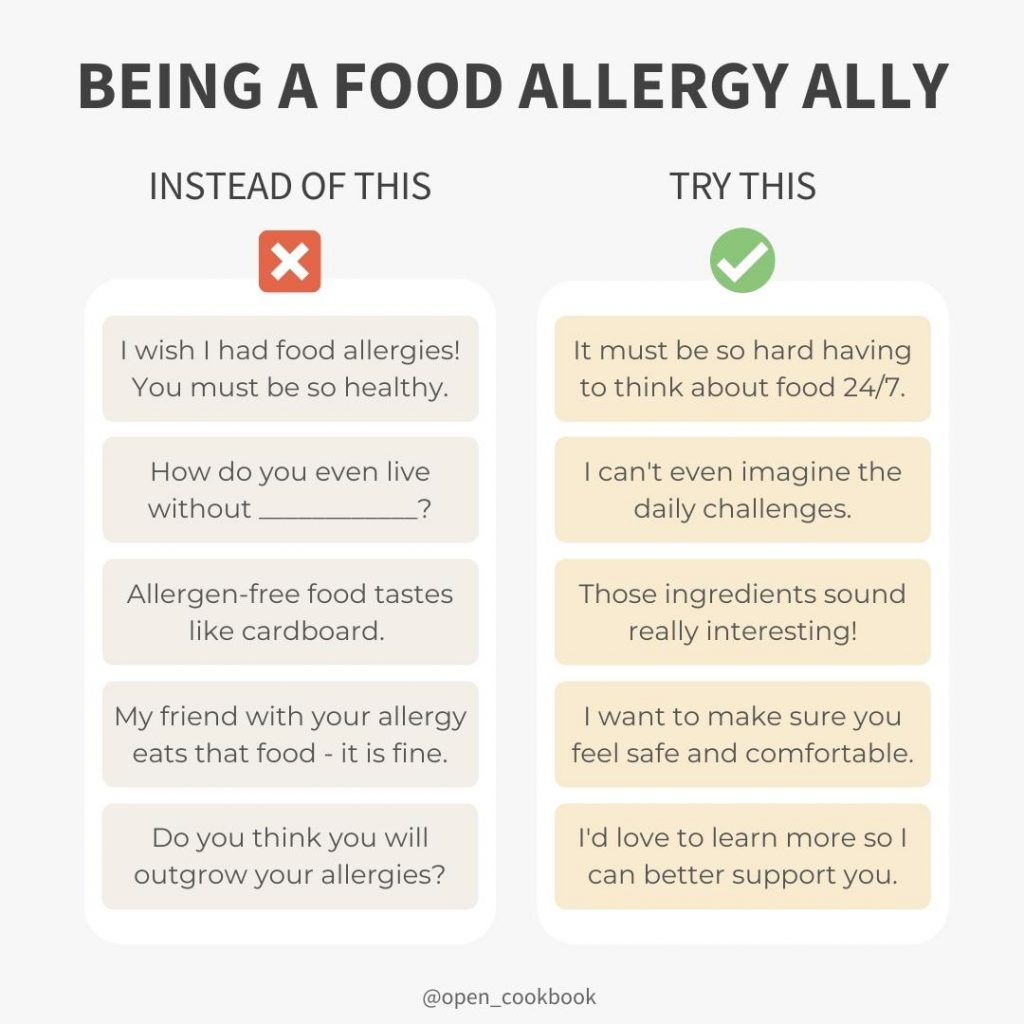 BEING A FOOD ALLERGY ALLY
INSTEAD OF THIS
I wish I had food allergies!
You must be so healthy.
How do you even live
without ____________?
Allergen-free food tastes
like cardboard.
My friend with your allergy
eats that food - it is fine.
Do you think you will
outgrow your allergies?
TRY THIS
It must be so hard having
to think about food 24/7.
I can't even imagine the
daily challenges.
Those ingredients sound
really interesting!
I want to make sure you
feel safe and comfortable.
I'd love to learn more so I
can better support you.
@open_cookbook